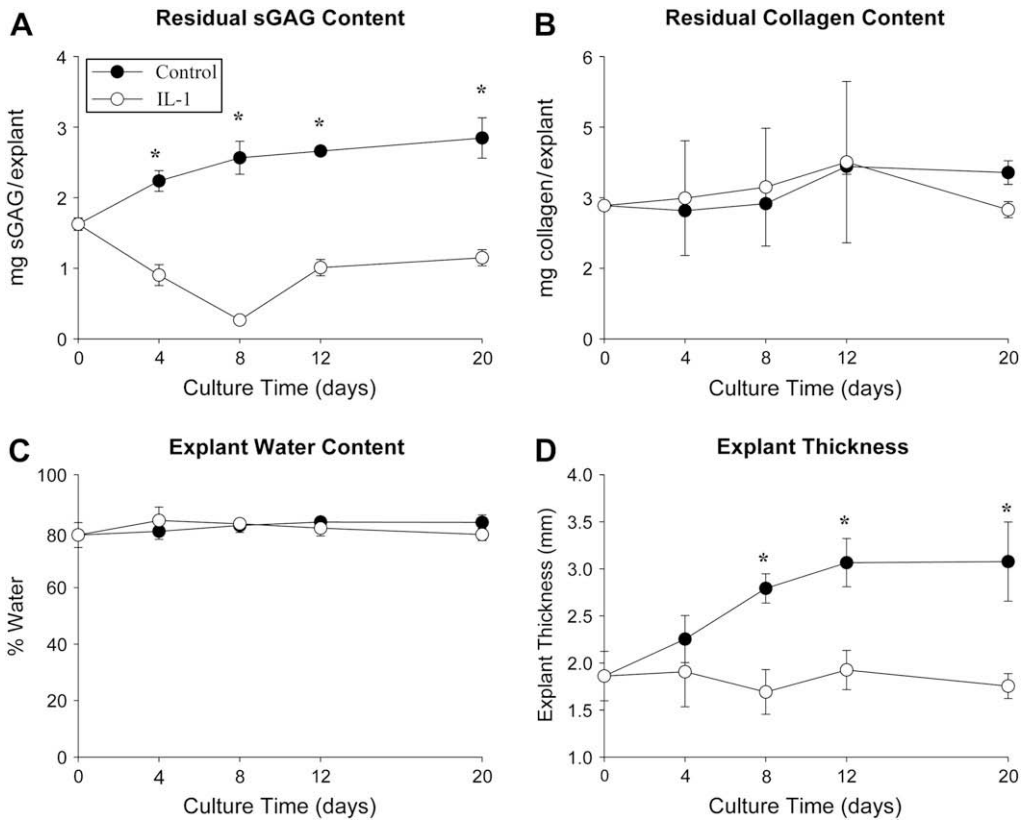 A
Residual sGAG Content
mg sGAG/explant
4
3
2
1
0
Control
IL-1
*
*
*
*
0
4
8
12
20
Culture Time (days)
B
Residual Collagen Content
mg collagen/explant
6
5
3
2
0
0
4
8
12
20
Culture Time (days)
C
Explant Water Content
% Water
100
80
60
40
20
0
0
4
8
12
20
Culture Time (days)
D
Explant Thickness
Explant Thickness (mm)
4.0
3.5
3.0
2.5
2.0
1.5
1.0
*
*
*
0
4
8
12
20
Culture Time (days)